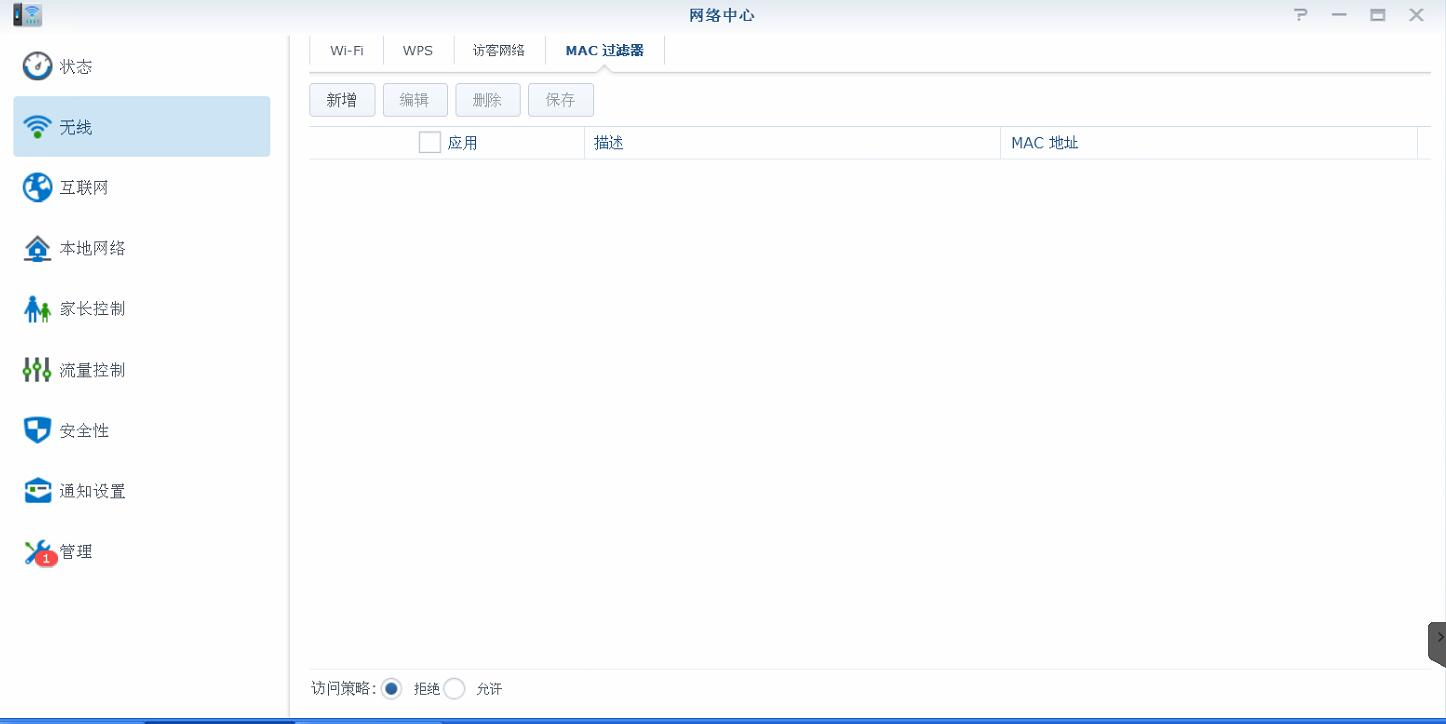 网络中心
状态
无线
互联网
本地网络
家长控制
流量控制
安全性
通知设置
1 管理
Wi-Fi WPS 访客网络 MAC 过滤器
新增 编辑 删除 保存
应用 描述 MAC 地址
访问策略: 拒绝 允许